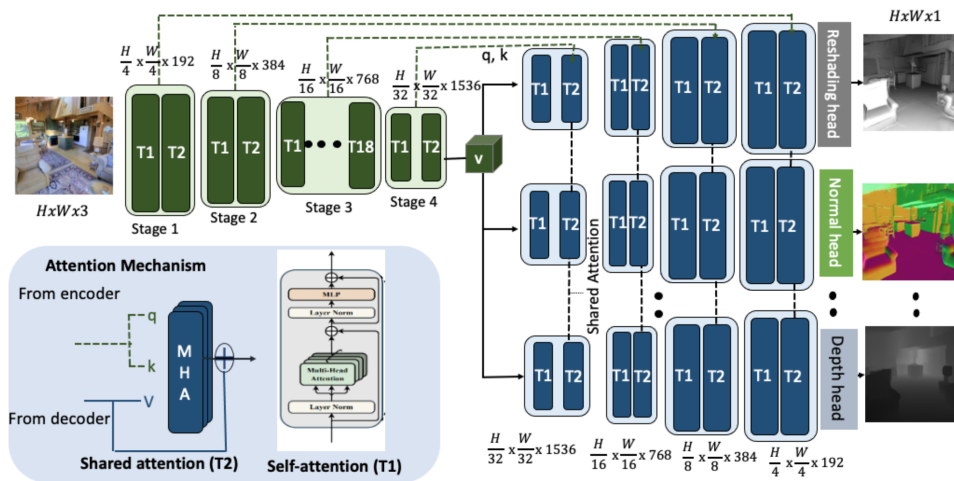 H/4 x W/4 x 192
H/8 x W/8 x 384
H/16 x W/16 x 768
H/32 x W/32 x 1536
q, k
HxWx1
T1 T2
T1 T2
T1 T18
T1 T2
v
HxWx3
Stage 1
Stage 2
Stage 3
Stage 4
T1 T2
T1 T2
T1 T2
T1 T2
Reshading head
T1 T2
T1 T2
T1 T2
T1 T2
Normal head
Shared Attention
T1 T2
T1 T2
T1 T2
T1 T2
Depth head
H/32 x W/32 x 1536
H/16 x W/16 x 768
H/8 x W/8 x 384
H/4 x W/4 x 192
Attention Mechanism
From encoder
q
k
MHA
From decoder
V
Shared attention (T2)
MLP
Layer Norm
Multi-Head
Attention
Layer Norm
Self-attention (T1)